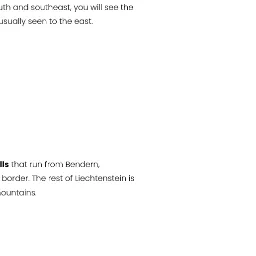 uth and southeast, you will see the
usually seen to the east.
lls that run from Bendern,
border. The rest of Liechtenstein is
ountains.